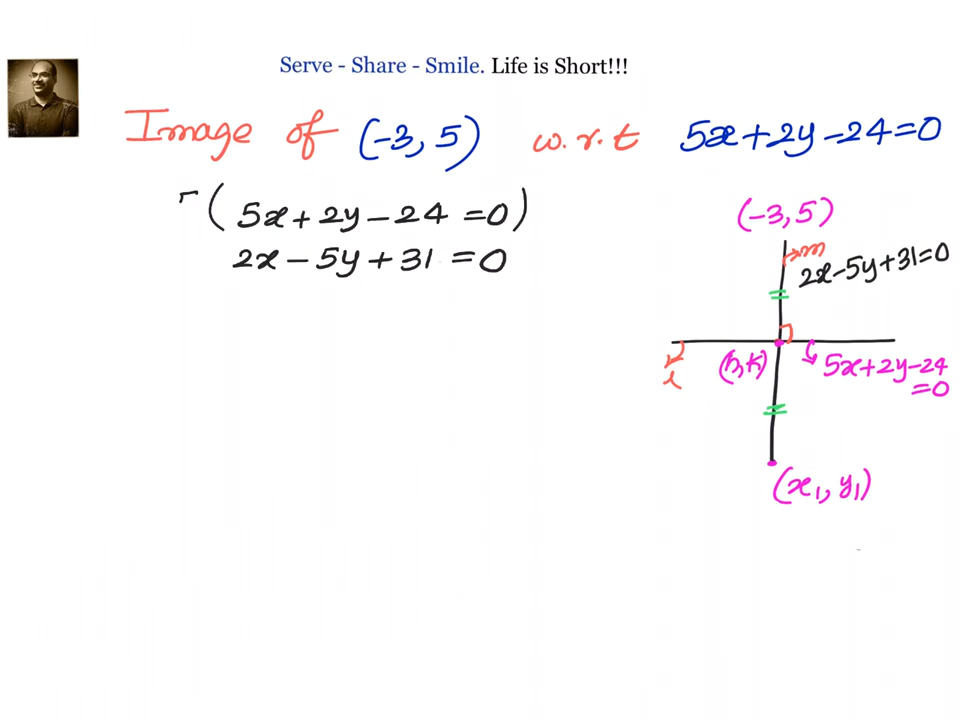 Serve - Share - Smile. Life is Short!!!
Image of (-3, 5) w.r.t 5x+2y-24=0
( 5x+2y-24 =0)
2x-5y+31 =0
(-3,5)
m
2x-5y+31=0
(h,k)
l
5x+2y-24
=0
(x₁, y₁)